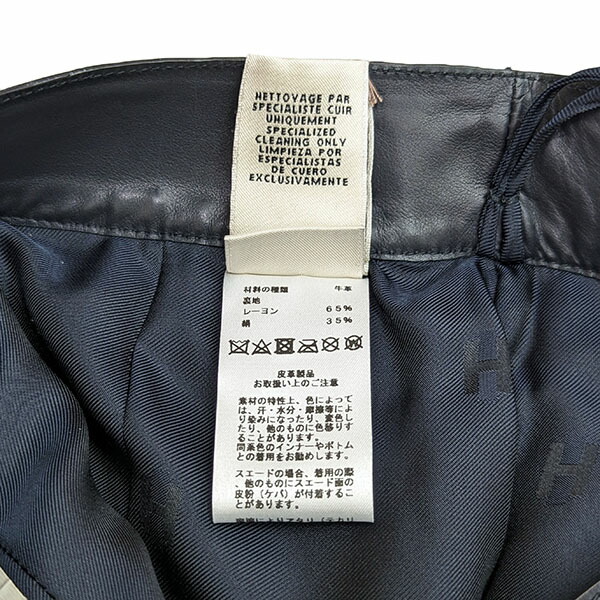 NETTOYAGE PAR
SPECIALISTE CUIR
UNIQUEMENT
SPECIALIZED
CLEANING ONLY
LIMPIEZA POR
ESPECIALISTAS
DE CUERO
EXCLUSIVAMENTE
材料の種類 牛革
裏地
レーヨン 65%
絹 35%
皮革製品
お取扱い上のご注意
素材の特性上、色によって
は、汗・水分・摩擦等によ
り染みになったり、変色し
たり、他のものに色移りす
ることがあります。
同系色のインナーやボトム
との着用をお勧めします。
スエードの場合、着用の際
、他のものにスエード面の
皮粉(ケバ)が付着するこ
とがあります。
H
H